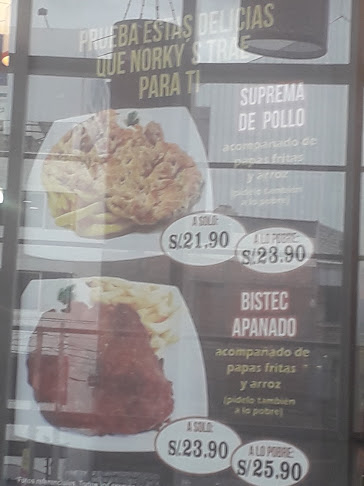 PRUEBA ESTAS DELICIAS
QUE NORKY'S TRAE
PARA TI
SUPREMA
DE POLLO
acompañado de
papas fritas
y arroz
(pídelo también
a lo pobre)
A SOLO:
S/.21.90
A LO POBRE:
S/.23.90
BISTEC
APANADO
acompañado de
papas fritas
y arroz
(pídelo también
a lo pobre)
A SOLO:
S/.23.90
A LO POBRE:
S/.25.90
*Fotos referenciales.